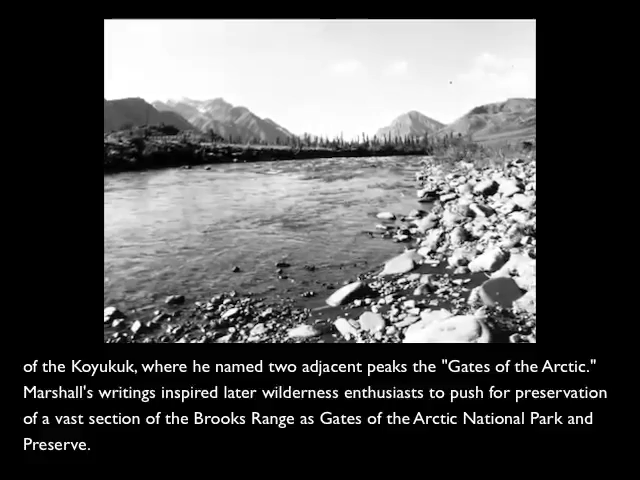 of the Koyukuk, where he named two adjacent peaks the "Gates of the Arctic."
Marshall's writings inspired later wilderness enthusiasts to push for preservation
of a vast section of the Brooks Range as Gates of the Arctic National Park and
Preserve.